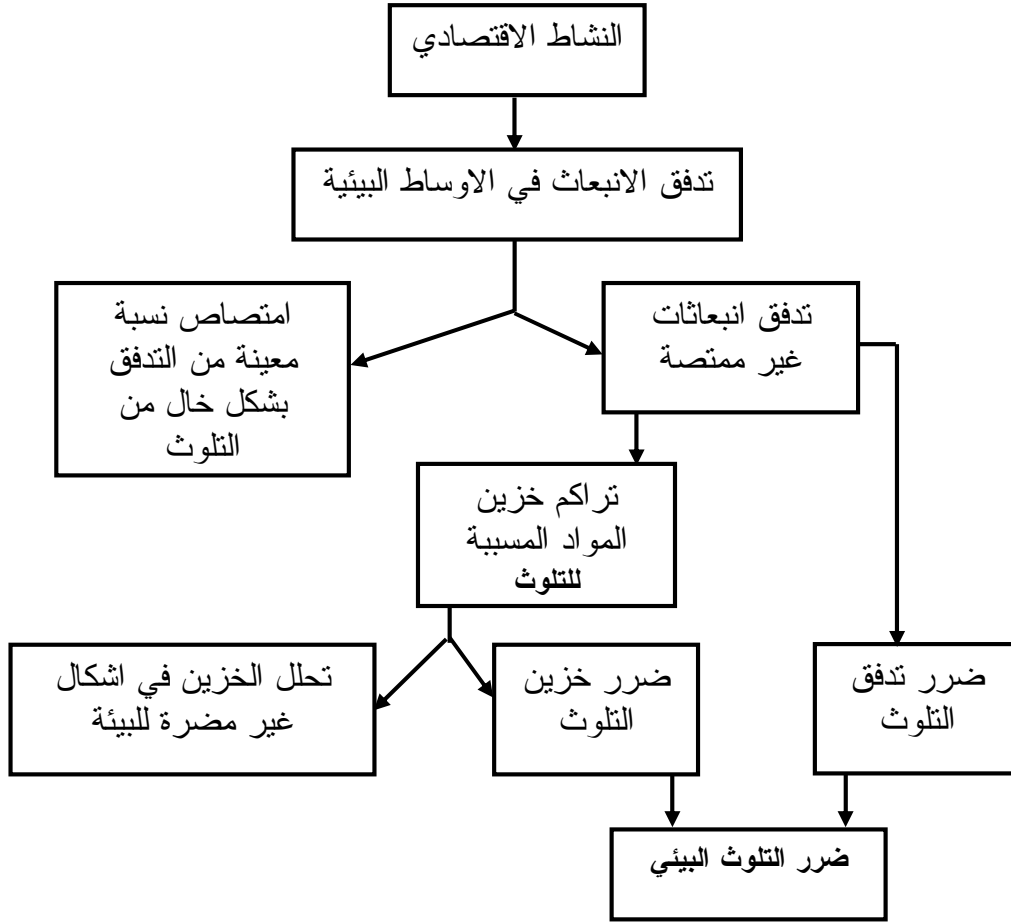 النشاط الاقتصادي
تدفق الانبعاث في الاوساط البيئية
تدفق انبعاثات
غير ممتصة
امتصاص نسبة
معينة من التدفق
بشكل خال من
التلوث
تراكم خزين
المواد المسببة
للتلوث
ضرر تدفق
التلوث
ضرر خزين
التلوث
تحلل الخزين في اشكال
غير مضرة للبيئة
ضرر التلوث البيئي